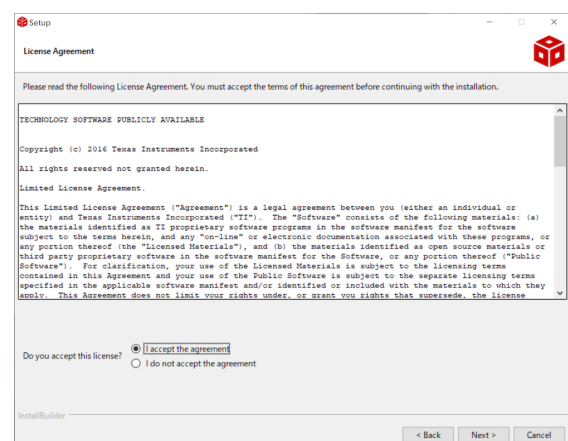 Setup
License Agreement
Please read the following License Agreement. You must accept the terms of this agreement before continuing with the installation.
TECHNOLOGY SOFTWARE PUBLICLY AVAILABLE
Copyright (c) 2016 Texas Instruments Incorporated
All rights reserved not granted herein.
Limited License Agreement.
This Limited License Agreement ("Agreement") is a legal agreement between you (either an individual or
entity) and Texas Instruments Incorporated ("TI"). The "Software" consists of the following materials: (a)
the materials identified as TI proprietary software programs in the software manifest for the software
subject to the terms herein, and any "on-line" or electronic documentation associated with these programs, or
any portion thereof (the "Licensed Materials"), and (b) the materials identified as open source materials or
third party proprietary software in the software manifest for the Software, or any portion thereof ("Public
Software"). For clarification, your use of the Licensed Materials is subject to the licensing terms
contained in this Agreement and your use of the Public Software is subject to the separate licensing terms
specified in the applicable software manifest and/or identified or included with the materials to which they
apply. This Agreement does not limit your rights under, or grant you rights that supersede, the license
Do you accept this license?
I accept the agreement
I do not accept the agreement
InstallBuilder
< Back Next > Cancel